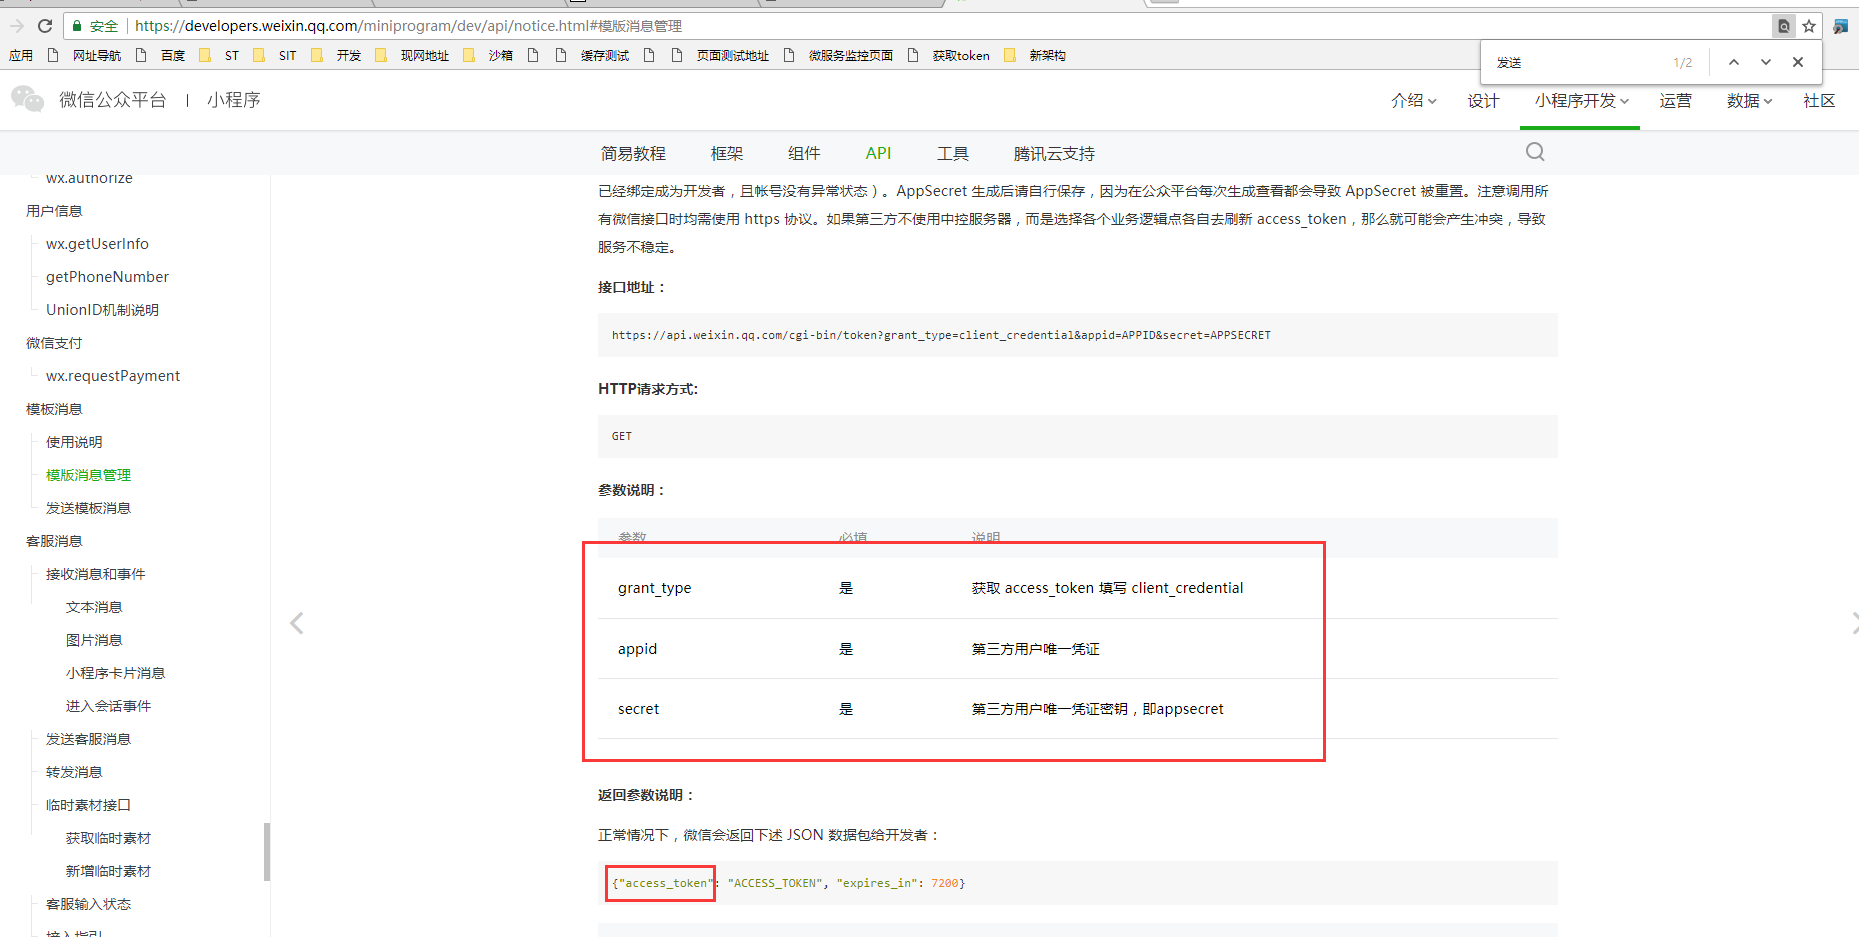 安全 | https://developers.weixin.qq.com/miniprogram/dev/api/notice.html#模版消息管理
应用 网址导航 百度 ST SIT 开发 现网地址 沙箱 缓存测试 页面测试地址 微服务监控页面 获取token 新架构
发送 1/2
微信公众平台 | 小程序
介绍 设计 小程序开发 运营 数据 社区
简易教程 框架 组件 API 工具 腾讯云支持
wx.authorize
用户信息
wx.getUserInfo
getPhoneNumber
UnionID机制说明
微信支付
wx.requestPayment
模板消息
使用说明
模版消息管理
发送模板消息
客服消息
接收消息和事件
文本消息
图片消息
小程序卡片消息
进入会话事件
发送客服消息
转发消息
临时素材接口
获取临时素材
新增临时素材
客服输入状态
接入指引
已经绑定成为开发者，且帐号没有异常状态）。AppSecret 生成后请自行保存，因为在公众平台每次生成查看都会导致 AppSecret 被重置。注意调用所
有微信接口时均需使用 https 协议。如果第三方不使用中控服务器，而是选择各个业务逻辑点各自去刷新 access_token，那么就可能会产生冲突，导致
服务不稳定。
接口地址：
https://api.weixin.qq.com/cgi-bin/token?grant_type=client_credential&appid=APPID&secret=APPSECRET
HTTP请求方式:
GET
参数说明：
参数 必填 说明
grant_type 是 获取 access_token 填写 client_credential
appid 是 第三方用户唯一凭证
secret 是 第三方用户唯一凭证密钥，即appsecret
返回参数说明：
正常情况下，微信会返回下述 JSON 数据包给开发者：
{"access_token": "ACCESS_TOKEN", "expires_in": 7200}